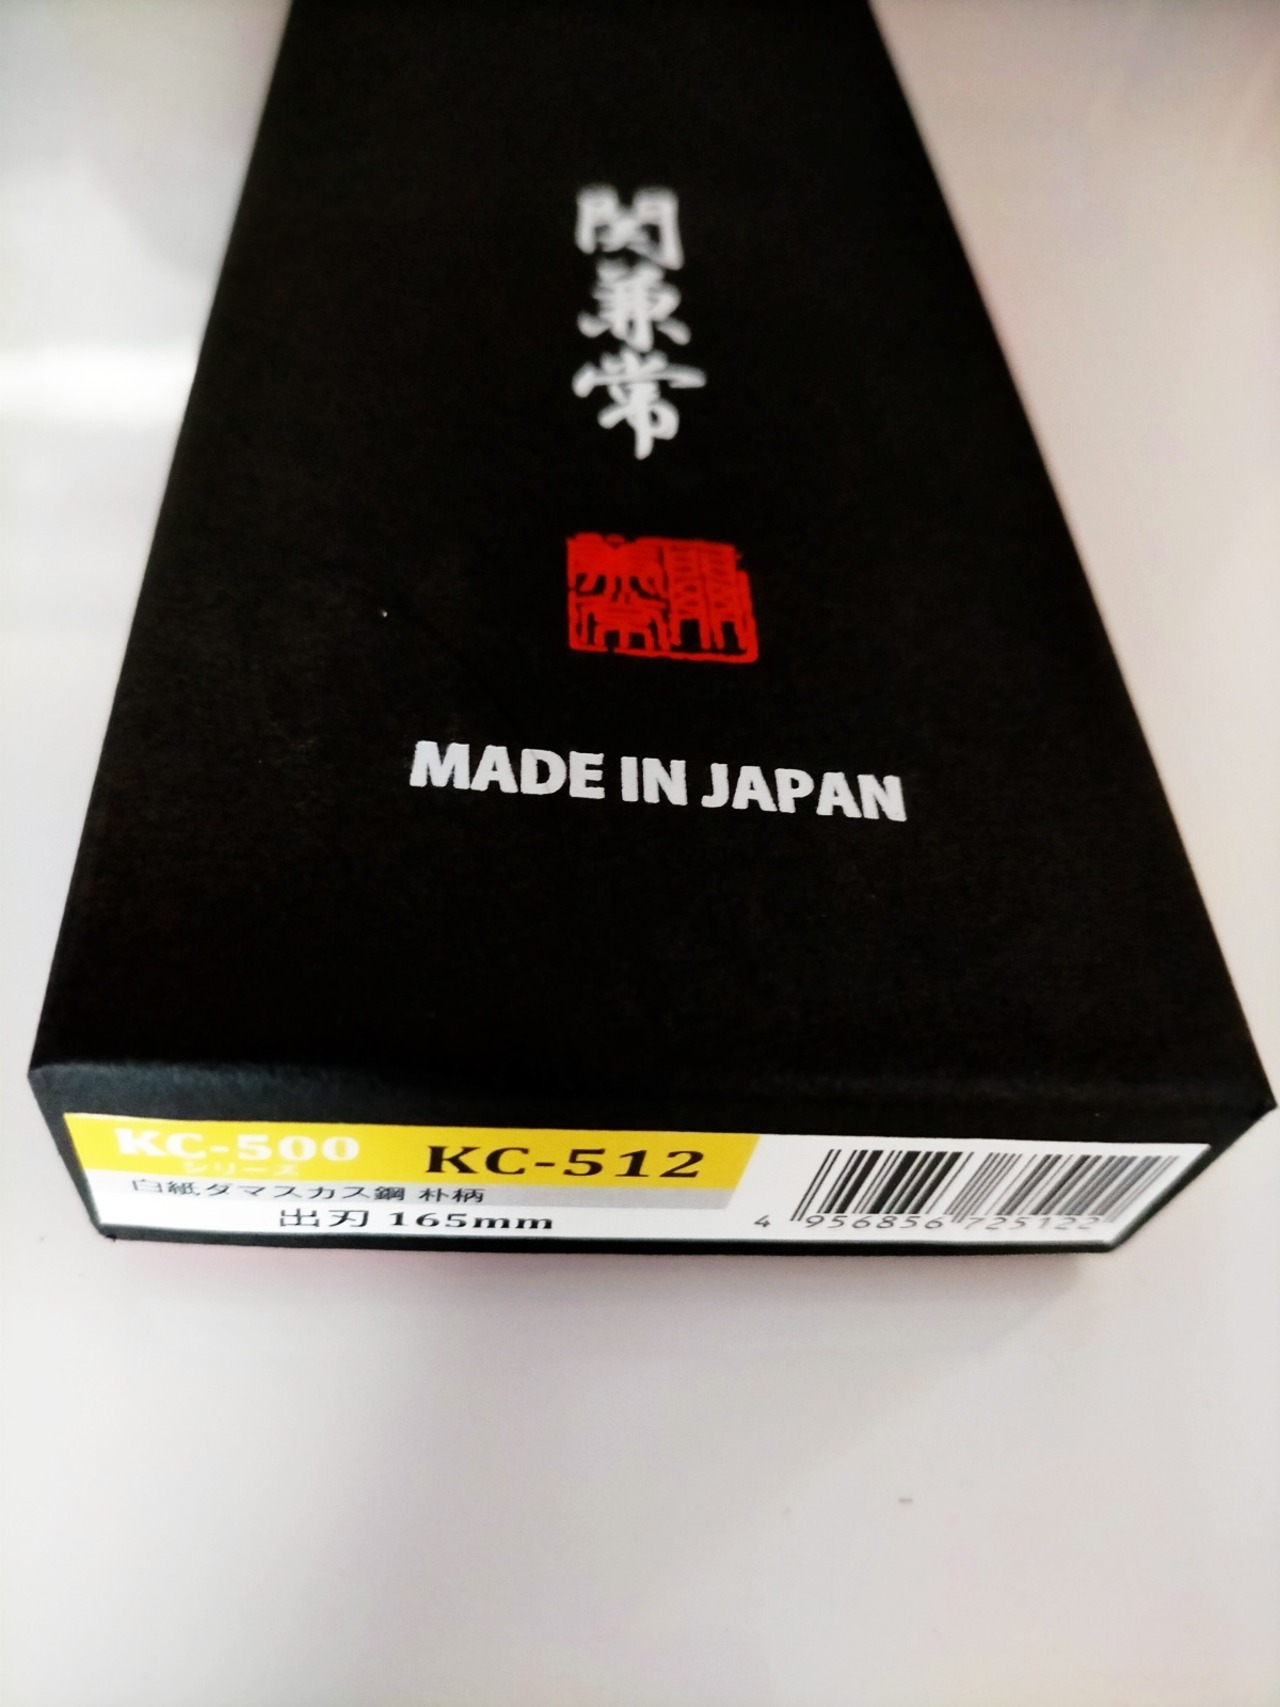 関兼常
MADE IN JAPAN
KC-500
シリーズ
KC-512
白紙ダマスカス鋼 朴柄
出刃 165mm
4 956856 725122